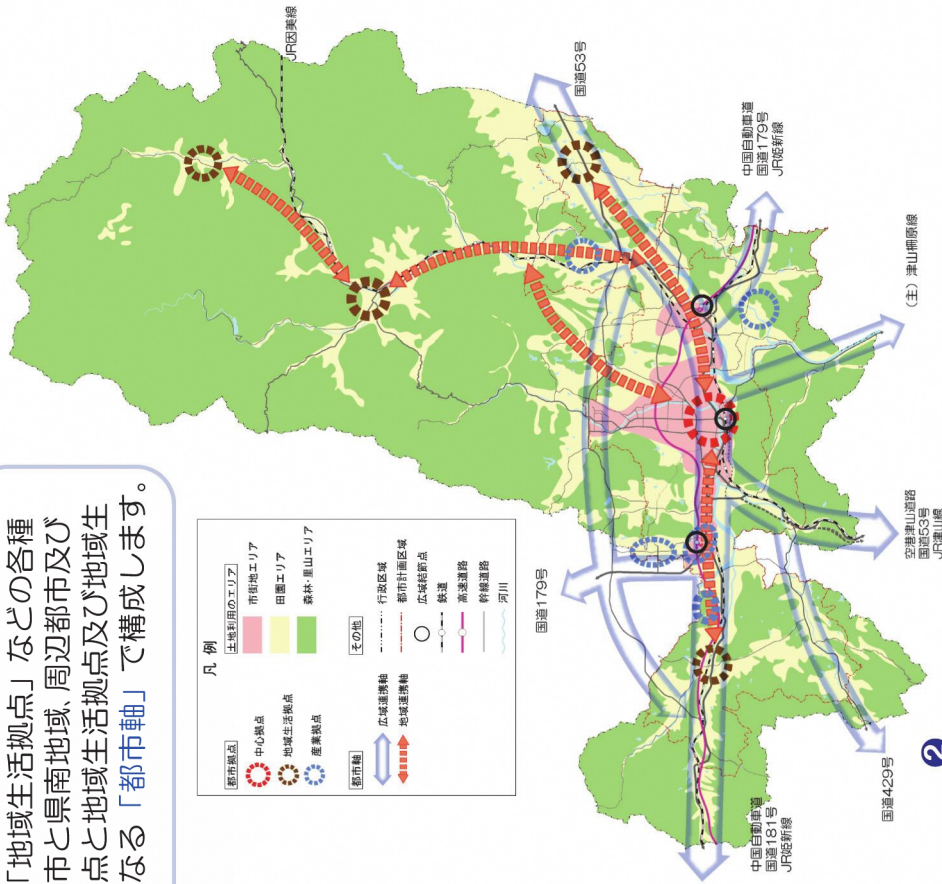 「地域生活拠点」などの各種
市と県南地域、周辺都市及び
点と地域生活拠点及び地域生
なる「都市軸」で構成します。
凡 例
都市拠点
中心拠点
地域生活拠点
産業拠点
都市軸
広域連携軸
地域連携軸
土地利用のエリア
市街地エリア
田園エリア
森林・里山エリア
その他
行政区域
都市計画区域
広域結節点
鉄道
高速道路
幹線道路
河川
JR因美線
国道53号
中国自動車道
国道179号
JR姫新線
(主)津山柵原線
空港津山道路
国道53号
JR津山線
国道179号
国道429号
中国自動車道
国道181号
JR姫新線
2